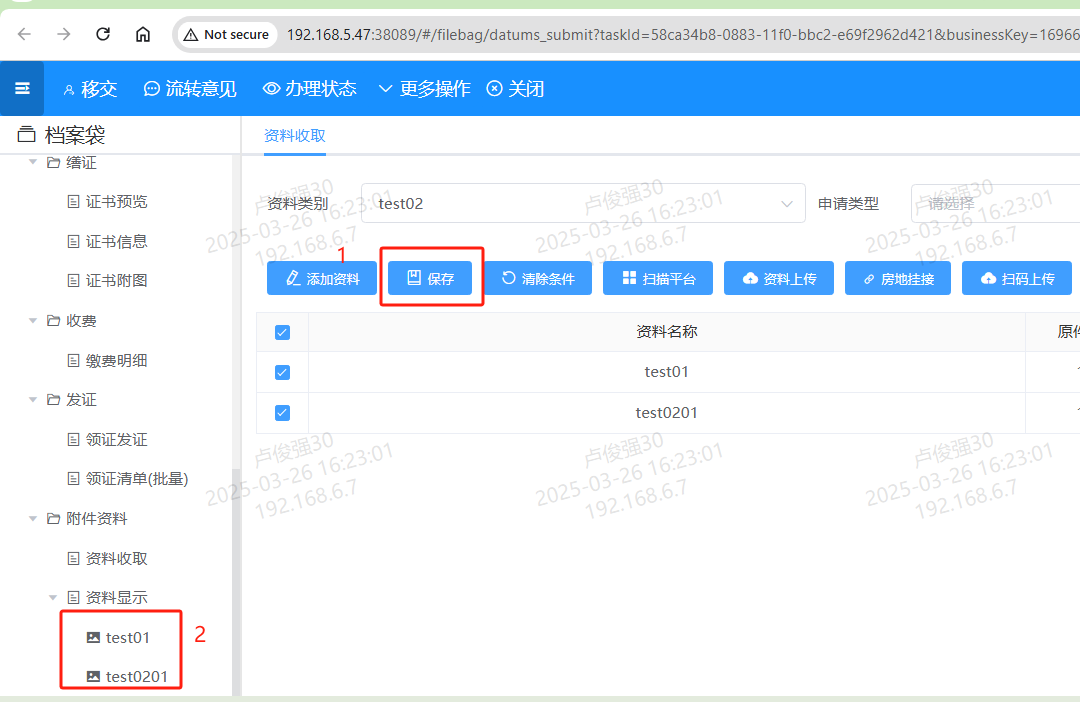 Not secure
192.168.5.47:38089/#/filebag/datums_submit?taskId=58ca34b8-0883-11f0-bbc2-e69f2962d421&businessKey=16966
移交
流转意见
办理状态
更多操作
关闭
档案袋
资料收取
缮证
证书预览
证书信息
证书附图
收费
缴费明细
发证
领证发证
领证清单(批量)
附件资料
资料收取
资料显示
test01
test0201
2
资料类别
test02
申请类型
请选择
1
添加资料
保存
清除条件
扫描平台
资料上传
房地挂接
扫码上传
资料名称
原件
test01
test0201
卢俊强30
2025-03-26 16:23:01
192.168.6.7
卢俊强30
2025-03-26 16:23:01
192.168.6.7
卢俊强30
2025-03-26 16:23:01
192.168.6.7
卢俊强30
2025-03-26 16:23:01
192.168.6.7
卢俊强30
2025-03-26 16:23:01
192.168.6.7
卢俊强30
2025-03-26 16:23:01
192.168.6.7